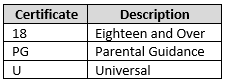 Certificate Description
18 Eighteen and Over
PG Parental Guidance
U Universal